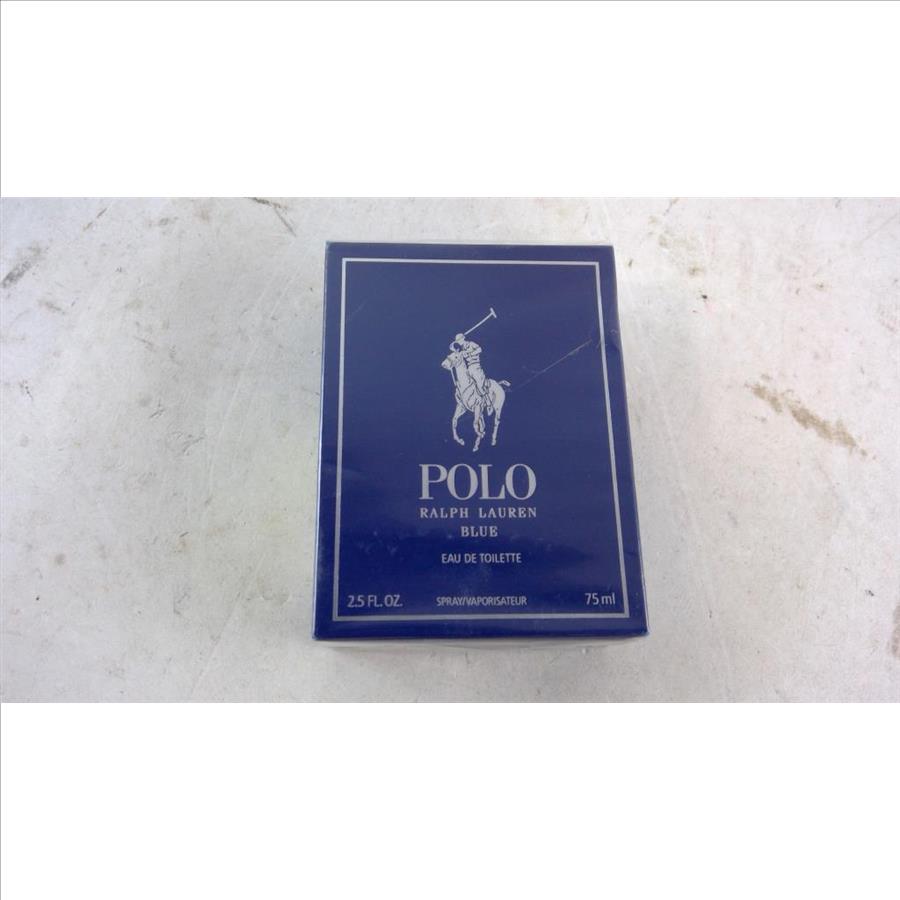 POLO
RALPH LAUREN
BLUE
EAU DE TOILETTE
2.5 FL. OZ. SPRAY/VAPORISATEUR 75 ml